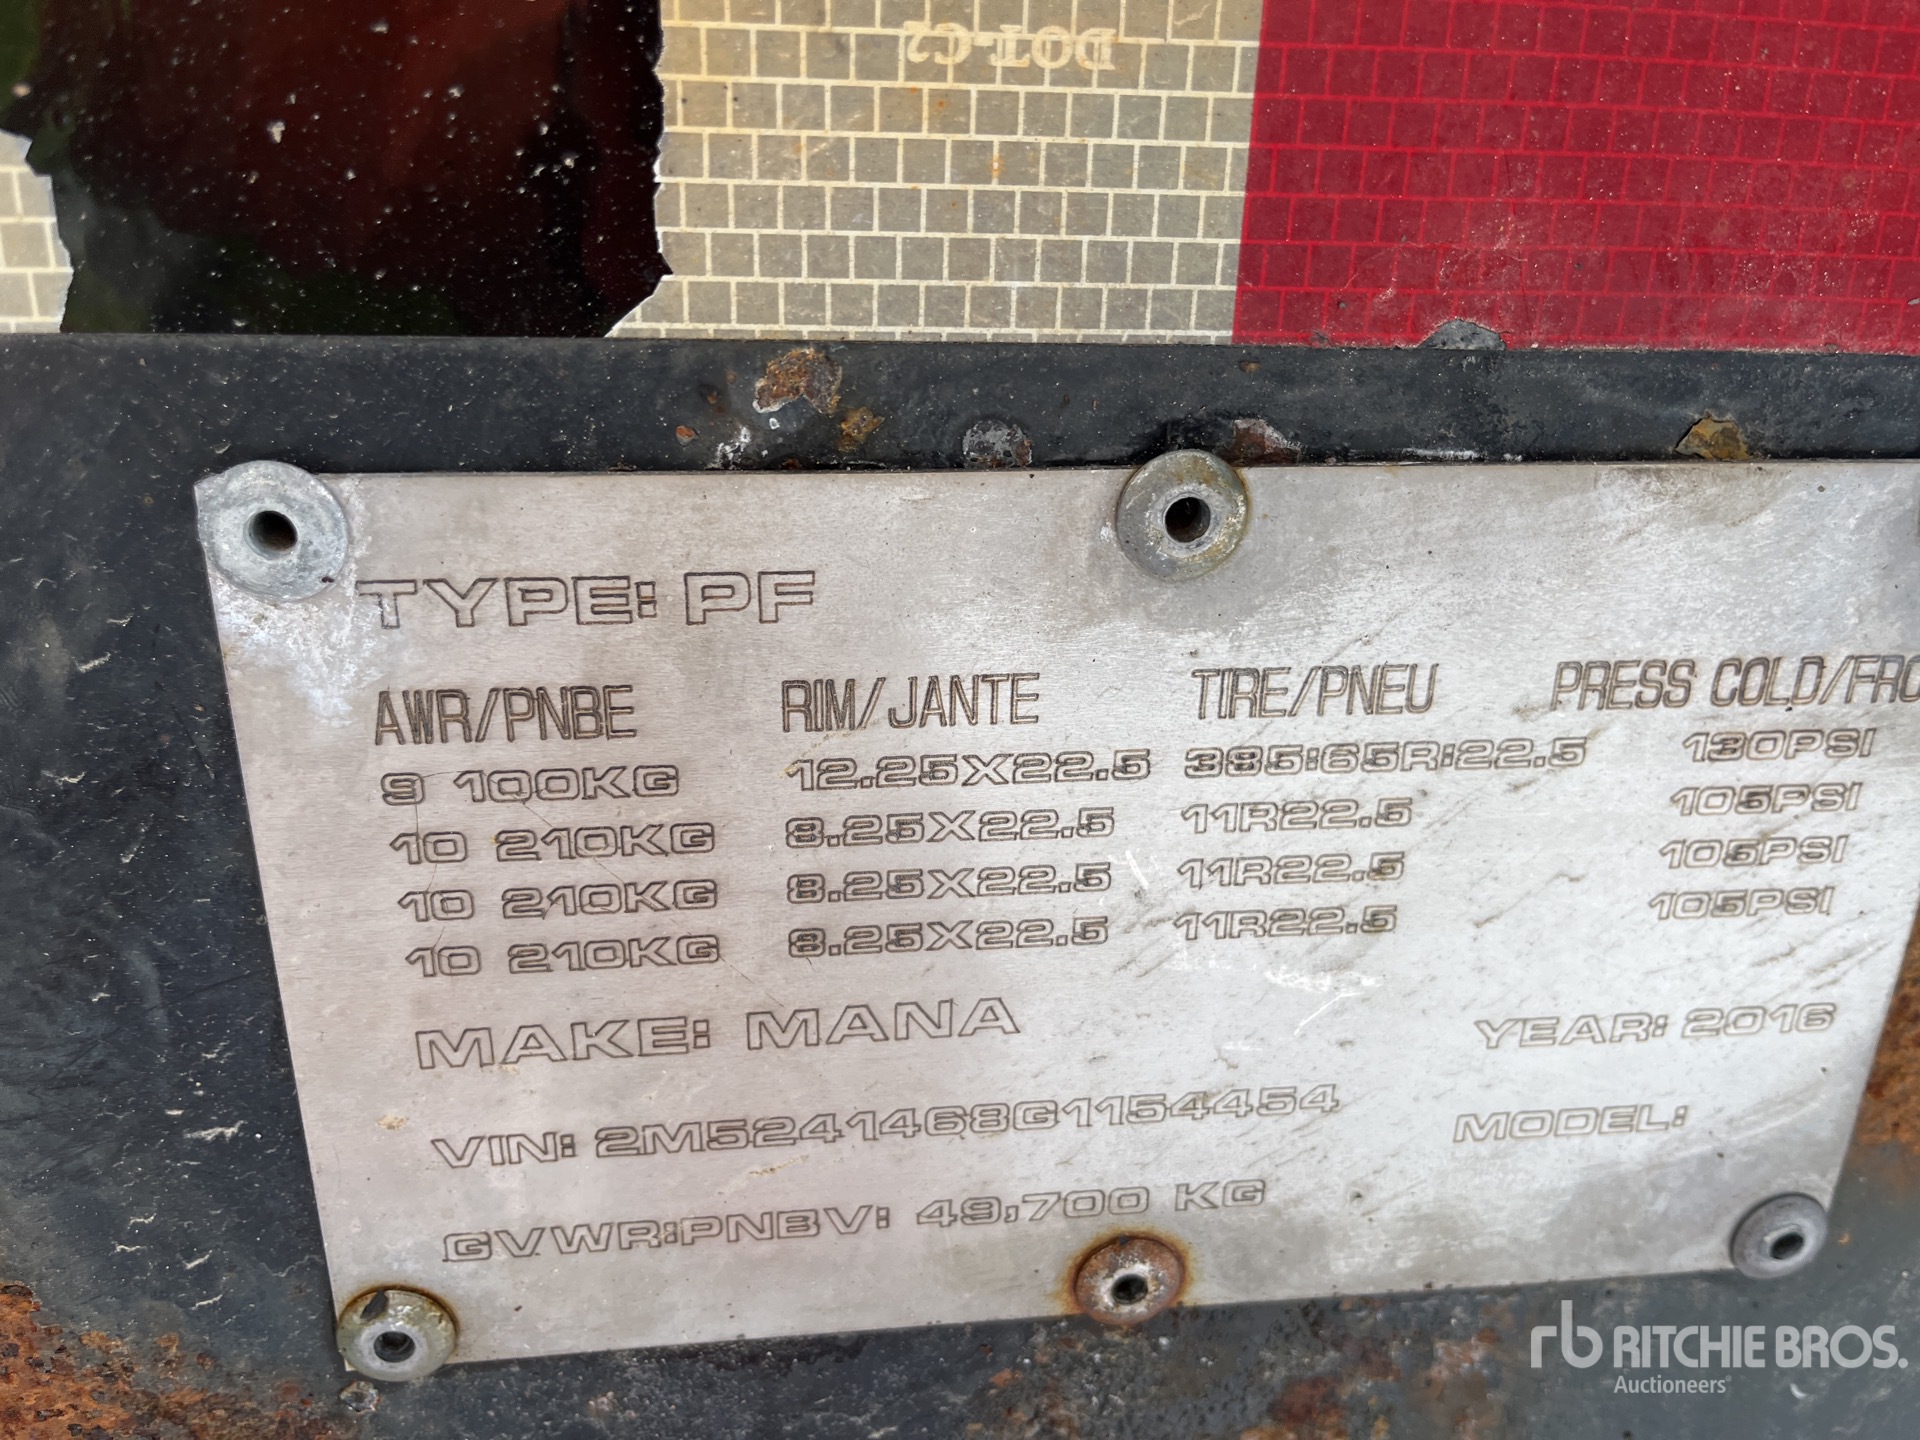 DOT-C2
TYPE: PF
AWR/PNBE RIM/JANTE TIRE/PNEU PRESS COLD/FRO
9 100KG 12.25X22.5 385:65R:22.5 130PSI
10 210KG 8.25X22.5 11R22.5 105PSI
10 210KG 8.25X22.5 11R22.5 105PSI
10 210KG 8.25X22.5 11R22.5 105PSI
MAKE: MANA YEAR: 2016
VIN: 2M5241468G1154454 MODEL:
GVWR:PNBV: 49,700 KG
rb RITCHIE BROS.
Auctioneers